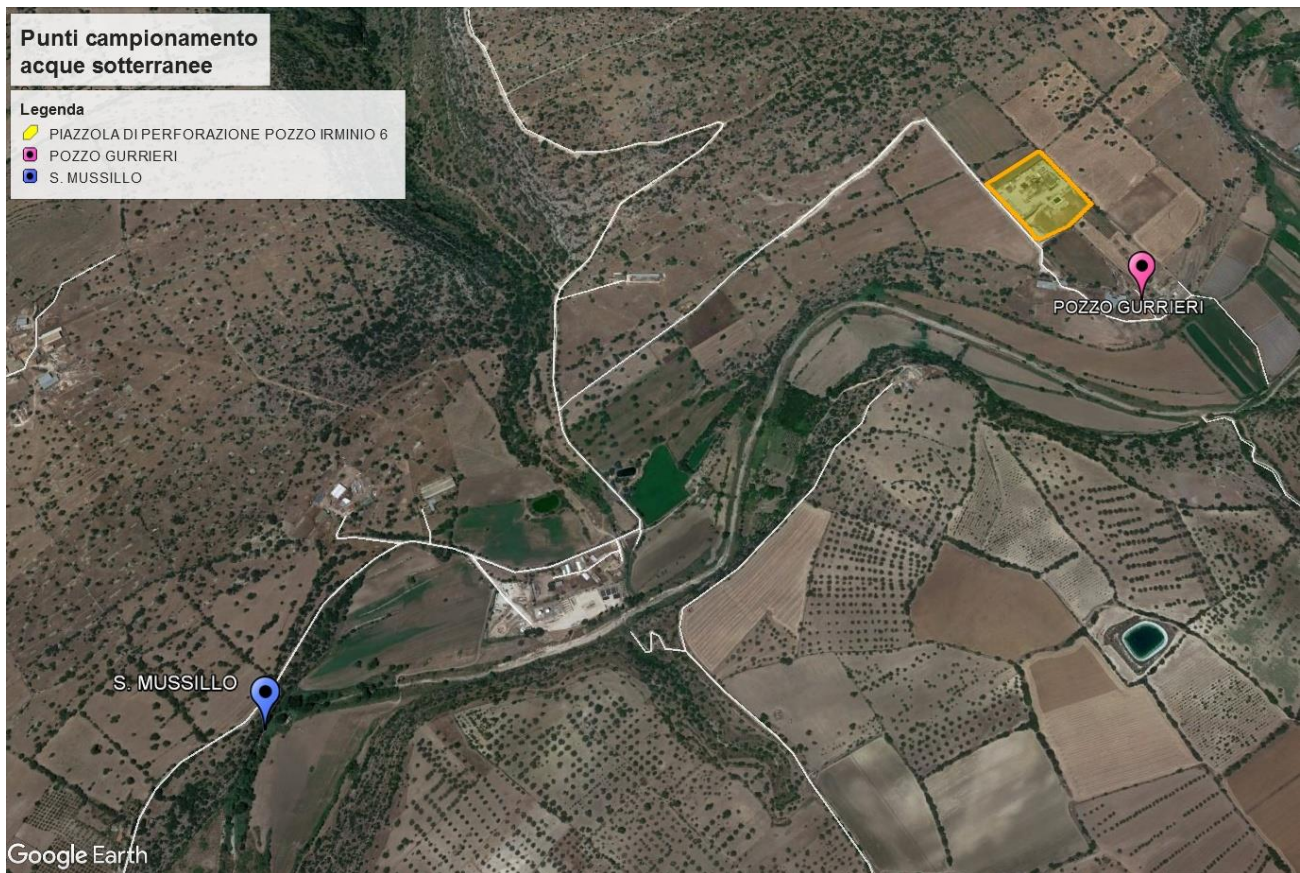 Punti campionamento
acque sotterranee
Legenda
PIAZZOLA DI PERFORAZIONE POZZO IRMINIO 6
POZZO GURRIERI
S. MUSSILLO
POZZO GURRIERI
S. MUSSILLO
Google Earth